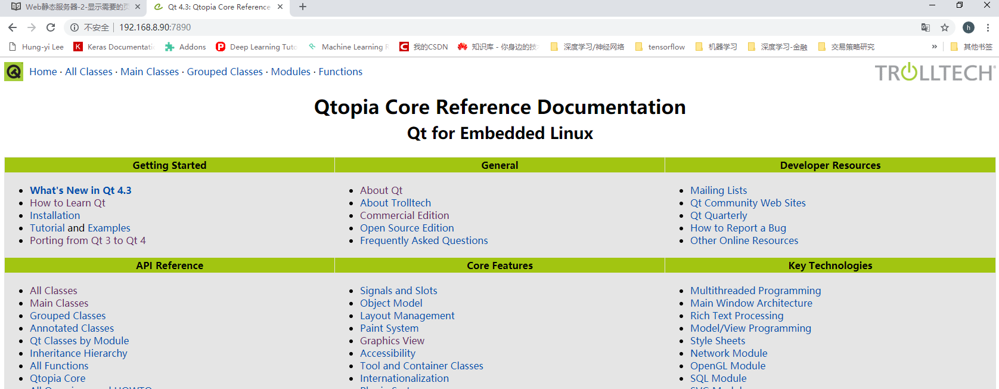 Web静态服务器-2-显示需要的页
Qt 4.3: Qtopia Core Reference
不安全 192.168.8.90:7890
h
Hung-yi Lee Keras Documentati Addons Deep Learning Tuto Machine Learning 我的CSDN 知识库 - 你身边的技 深度学习/神经网络 tensorflow 机器学习 深度学习-金融 交易策略研究 » 其他书签
Home · All Classes · Main Classes · Grouped Classes · Modules · Functions
TROLLTECH
Qtopia Core Reference Documentation
Qt for Embedded Linux
Getting Started
What's New in Qt 4.3
How to Learn Qt
Installation
Tutorial and Examples
Porting from Qt 3 to Qt 4
General
About Qt
About Trolltech
Commercial Edition
Open Source Edition
Frequently Asked Questions
Developer Resources
Mailing Lists
Qt Community Web Sites
Qt Quarterly
How to Report a Bug
Other Online Resources
API Reference
All Classes
Main Classes
Grouped Classes
Annotated Classes
Qt Classes by Module
Inheritance Hierarchy
All Functions
Qtopia Core
Core Features
Signals and Slots
Object Model
Layout Management
Paint System
Graphics View
Accessibility
Tool and Container Classes
Internationalization
Key Technologies
Multithreaded Programming
Main Window Architecture
Rich Text Processing
Model/View Programming
Style Sheets
Network Module
OpenGL Module
SQL Module